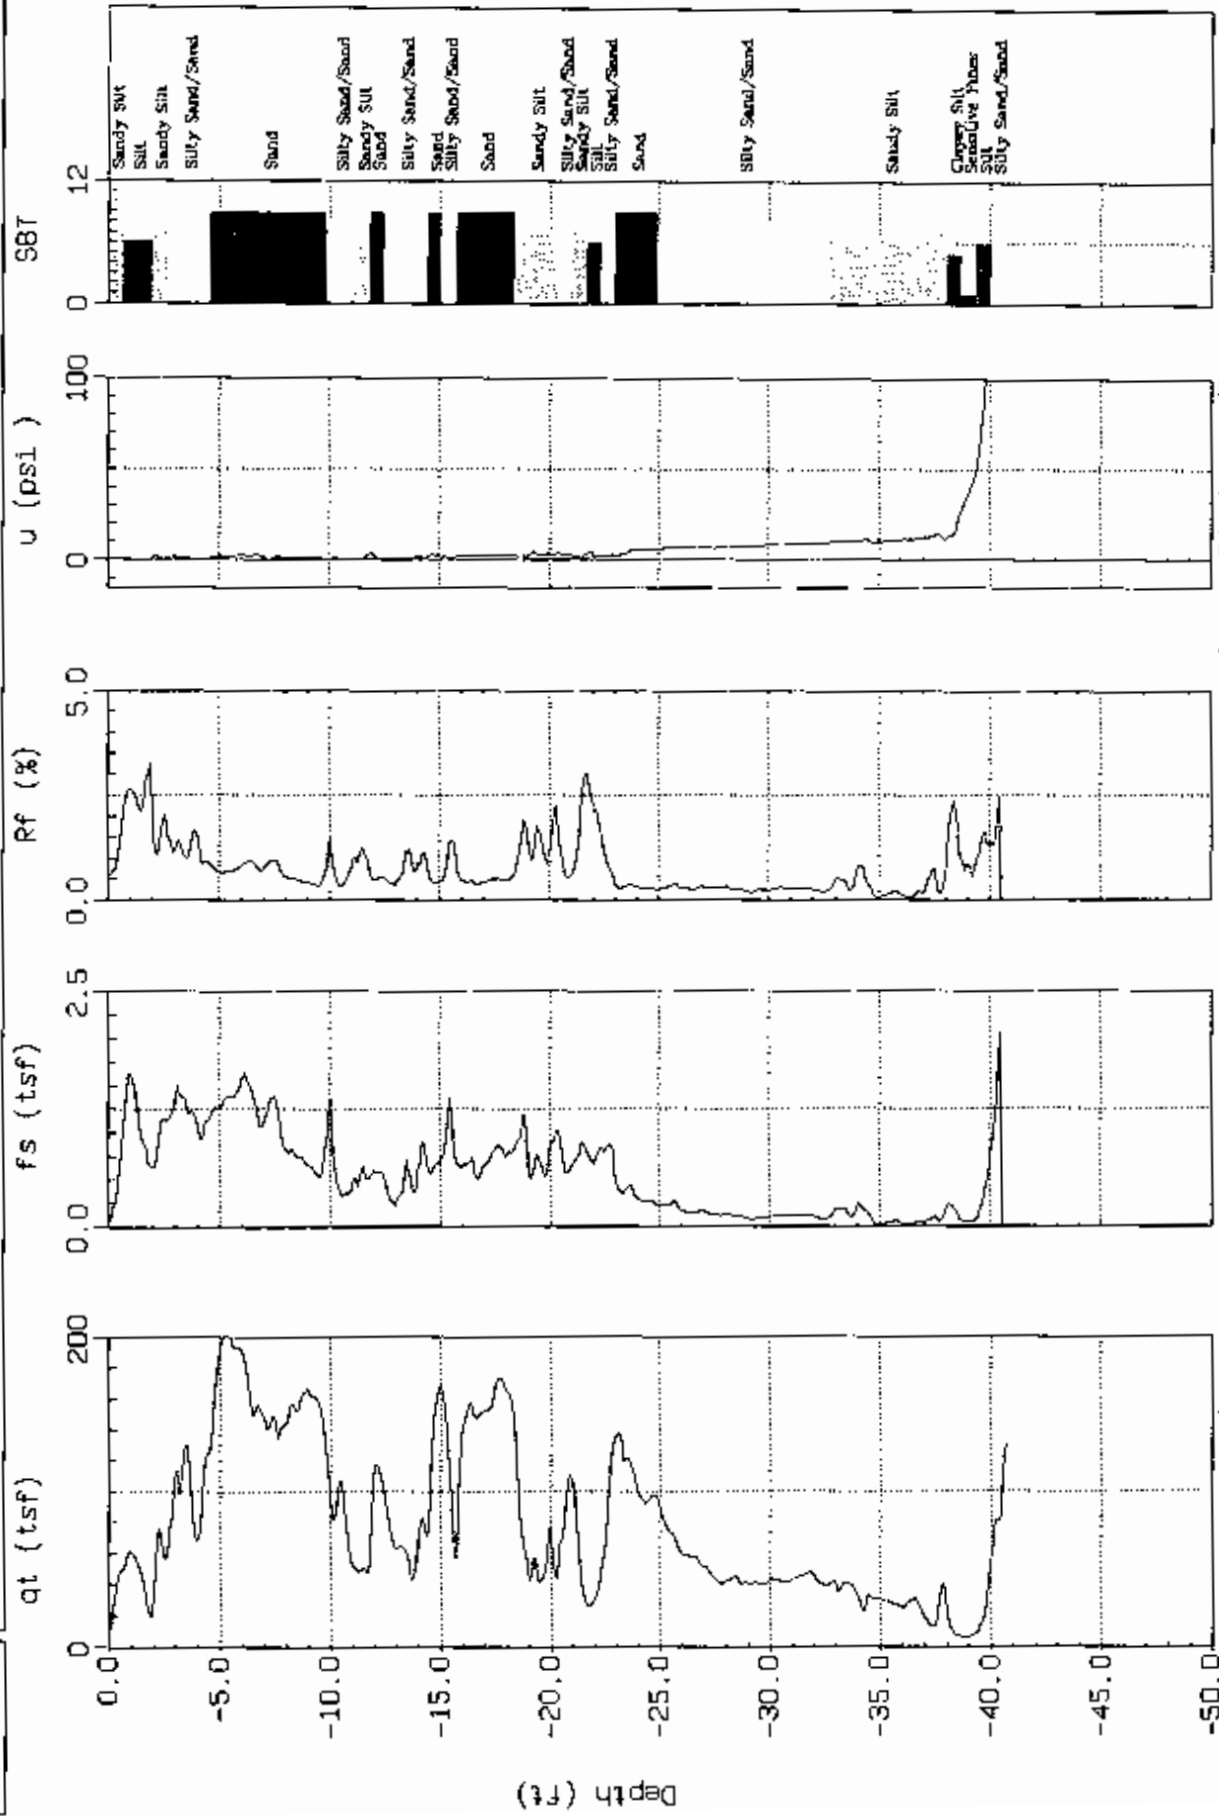 qt (tsf)
fs (tsf)
Rf (%)
u (psi )
SBT
0
200
0.0
2.5
0.0
5.0
0
100
0
12
Depth (ft)
0.0
-5.0
-10.0
-15.0
-20.0
-25.0
-30.0
-35.0
-40.0
-45.0
-50.0
Sandy Silt
Silt
Sandy Silt
Silty Sand/Sand
Sand
Silty Sand/Sand
Sandy Silt
Sand
Silty Sand/Sand
Sand
Silty Sand/Sand
Sand
Sandy Silt
Silty Sand/Sand
Sandy Silt
Silt
Silty Sand/Sand
Sand
Silty Sand/Sand
Sandy Silt
Clayey Silt
Sensitive Fines
Silt
Silty Sand/Sand